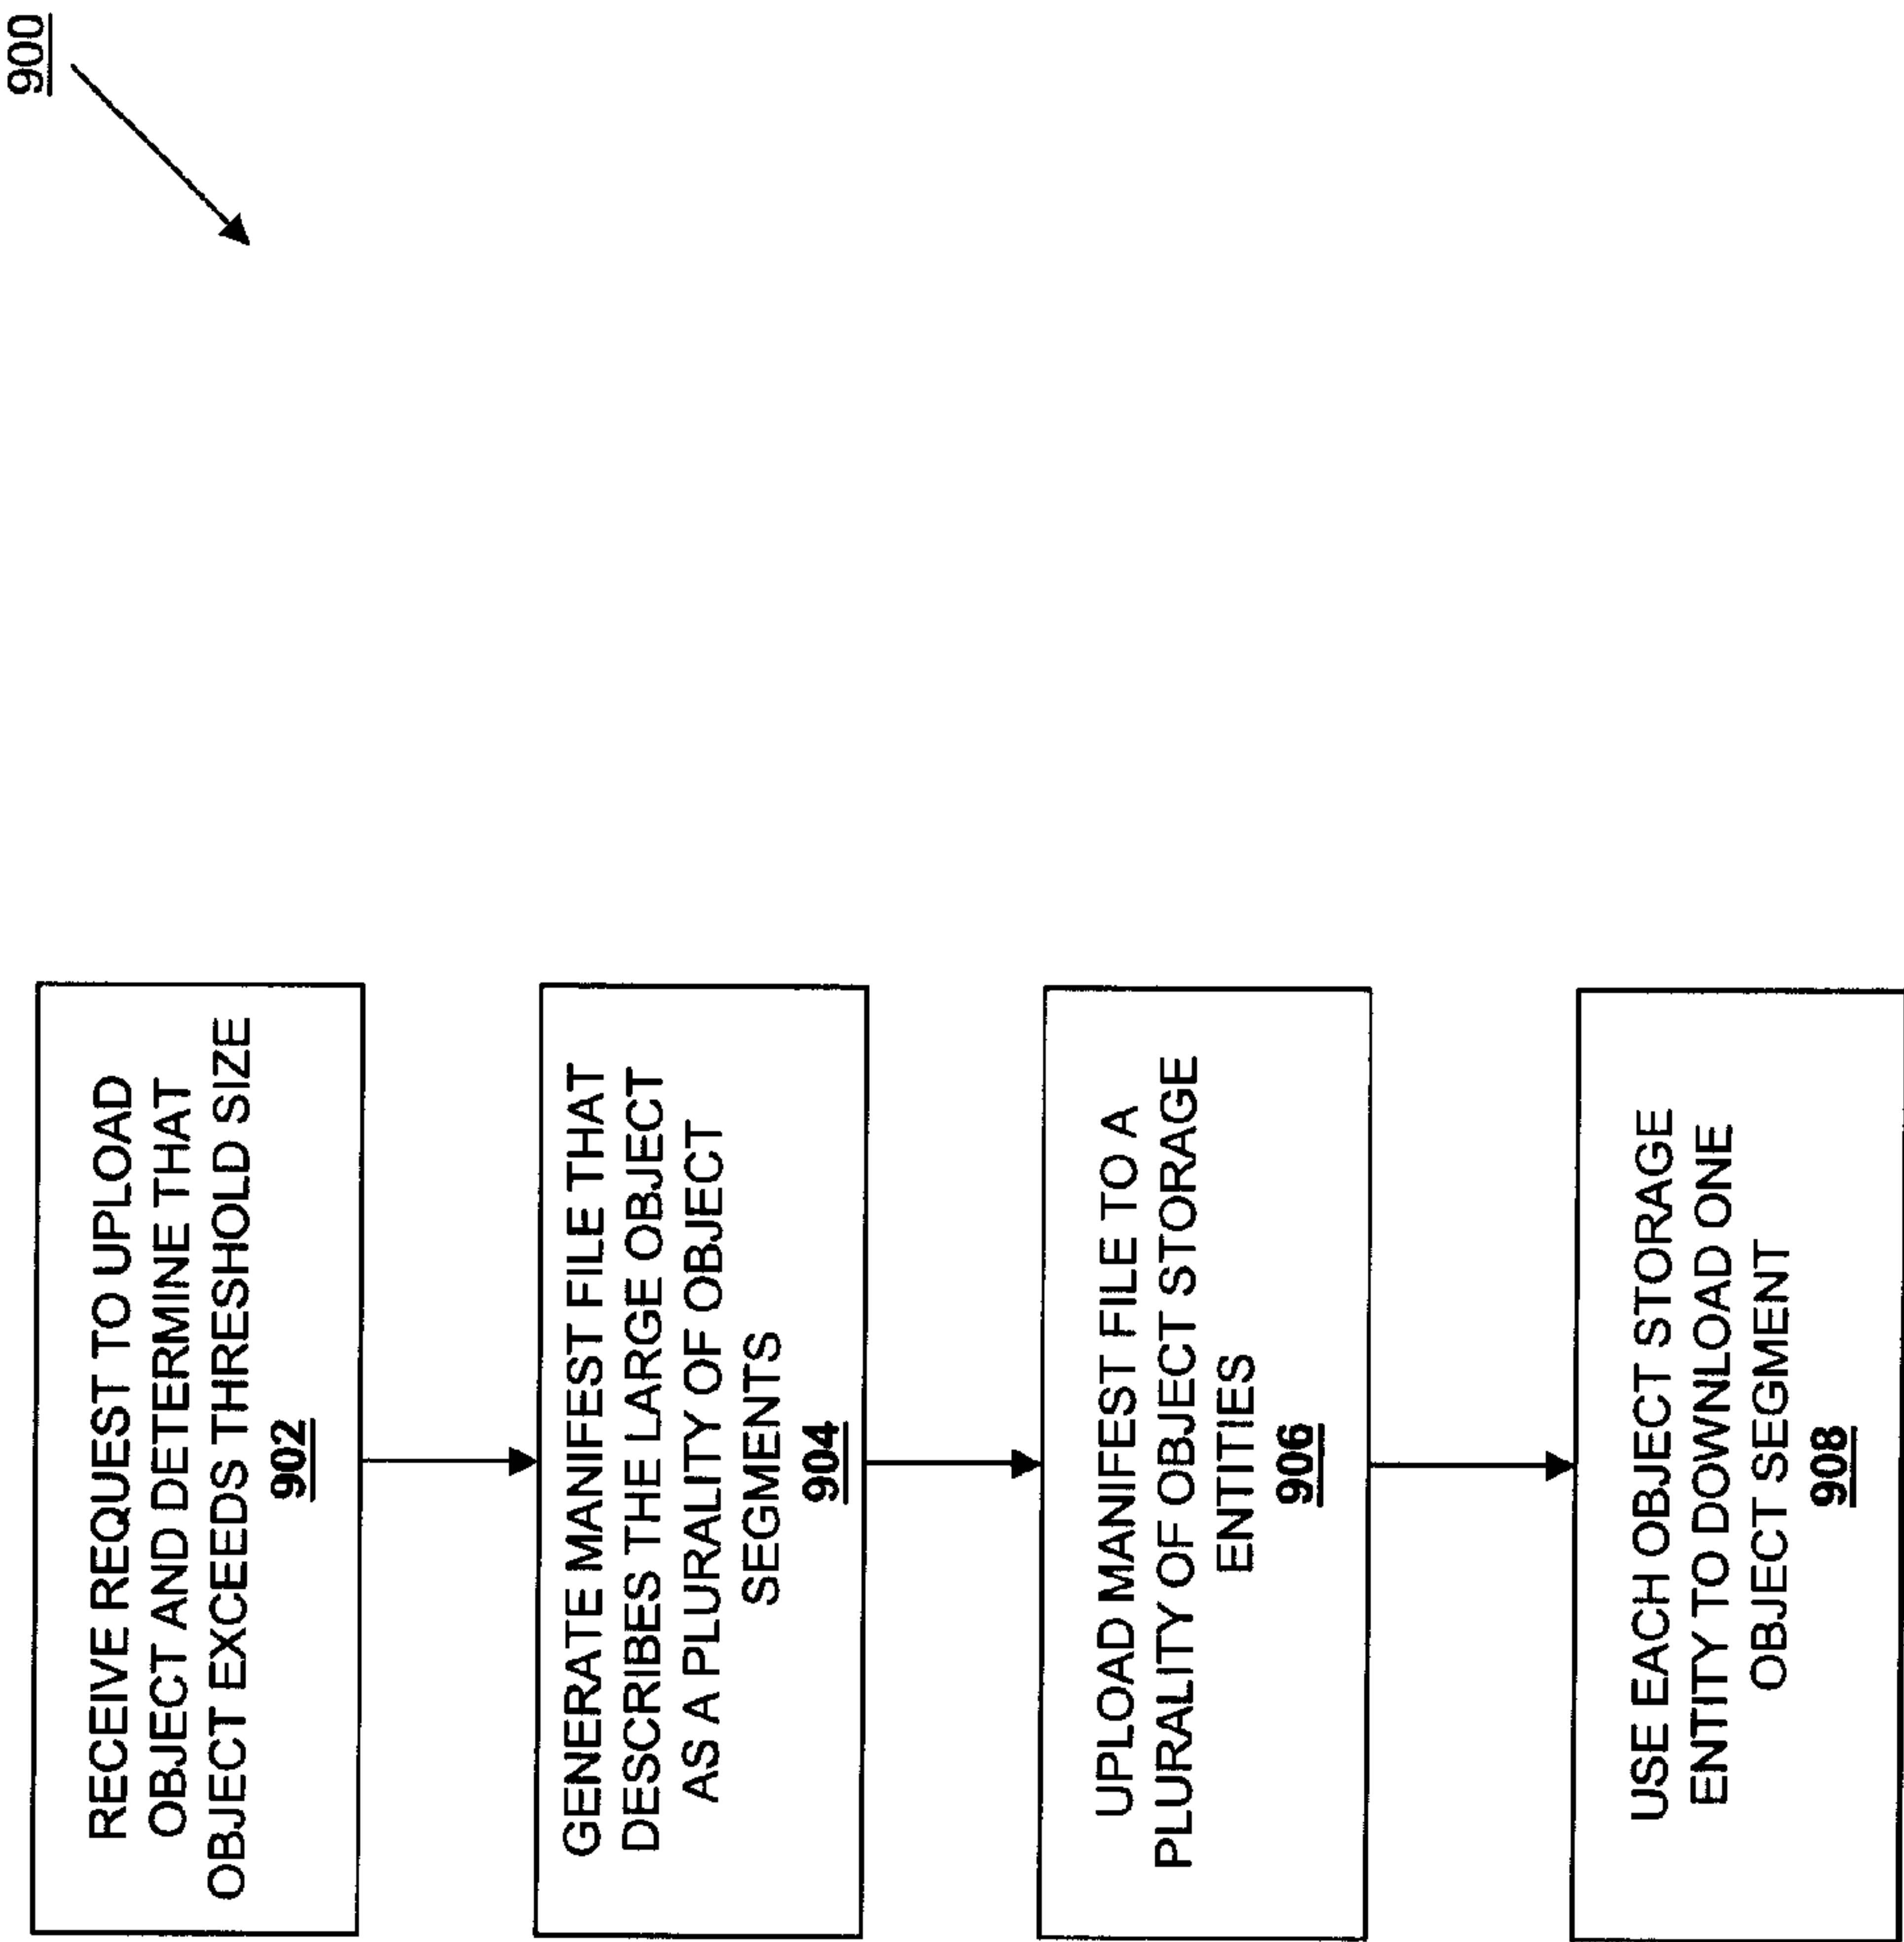 900
RECEIVE REQUEST TO UPLOAD
OBJECT AND DETERMINE THAT
OBJECT EXCEEDS THRESHOLD SIZE
902
GENERATE MANIFEST FILE THAT
DESCRIBES THE LARGE OBJECT
AS A PLURALITY OF OBJECT
SEGMENTS
904
UPLOAD MANIFEST FILE TO A
PLURALITY OF OBJECT STORAGE
ENTITIES
906
USE EACH OBJECT STORAGE
ENTITY TO DOWNLOAD ONE
OBJECT SEGMENT
908